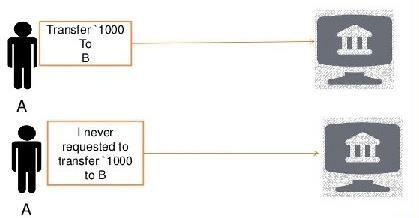 Transfer `1000
To
B
A
I never
requested to
transfer `1000
to B
A